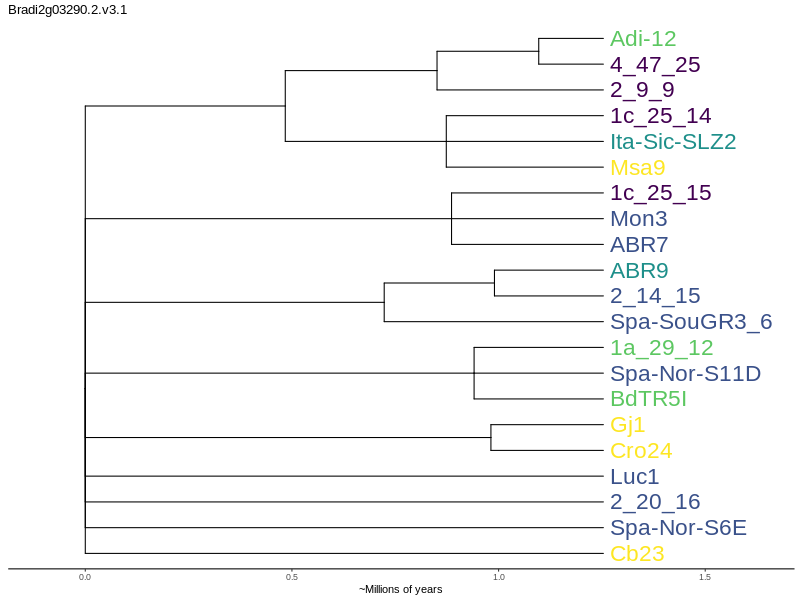 Bradi2g03290.2.v3.1
Adi-12
4_47_25
2_9_9
1c_25_14
Ita-Sic-SLZ2
Msa9
1c_25_15
Mon3
ABR7
ABR9
2_14_15
Spa-SouGR3_6
1a_29_12
Spa-Nor-S11D
BdTR5I
Gj1
Cro24
Luc1
2_20_16
Spa-Nor-S6E
Cb23
0.0 0.5 1.0 1.5
~Millions of years